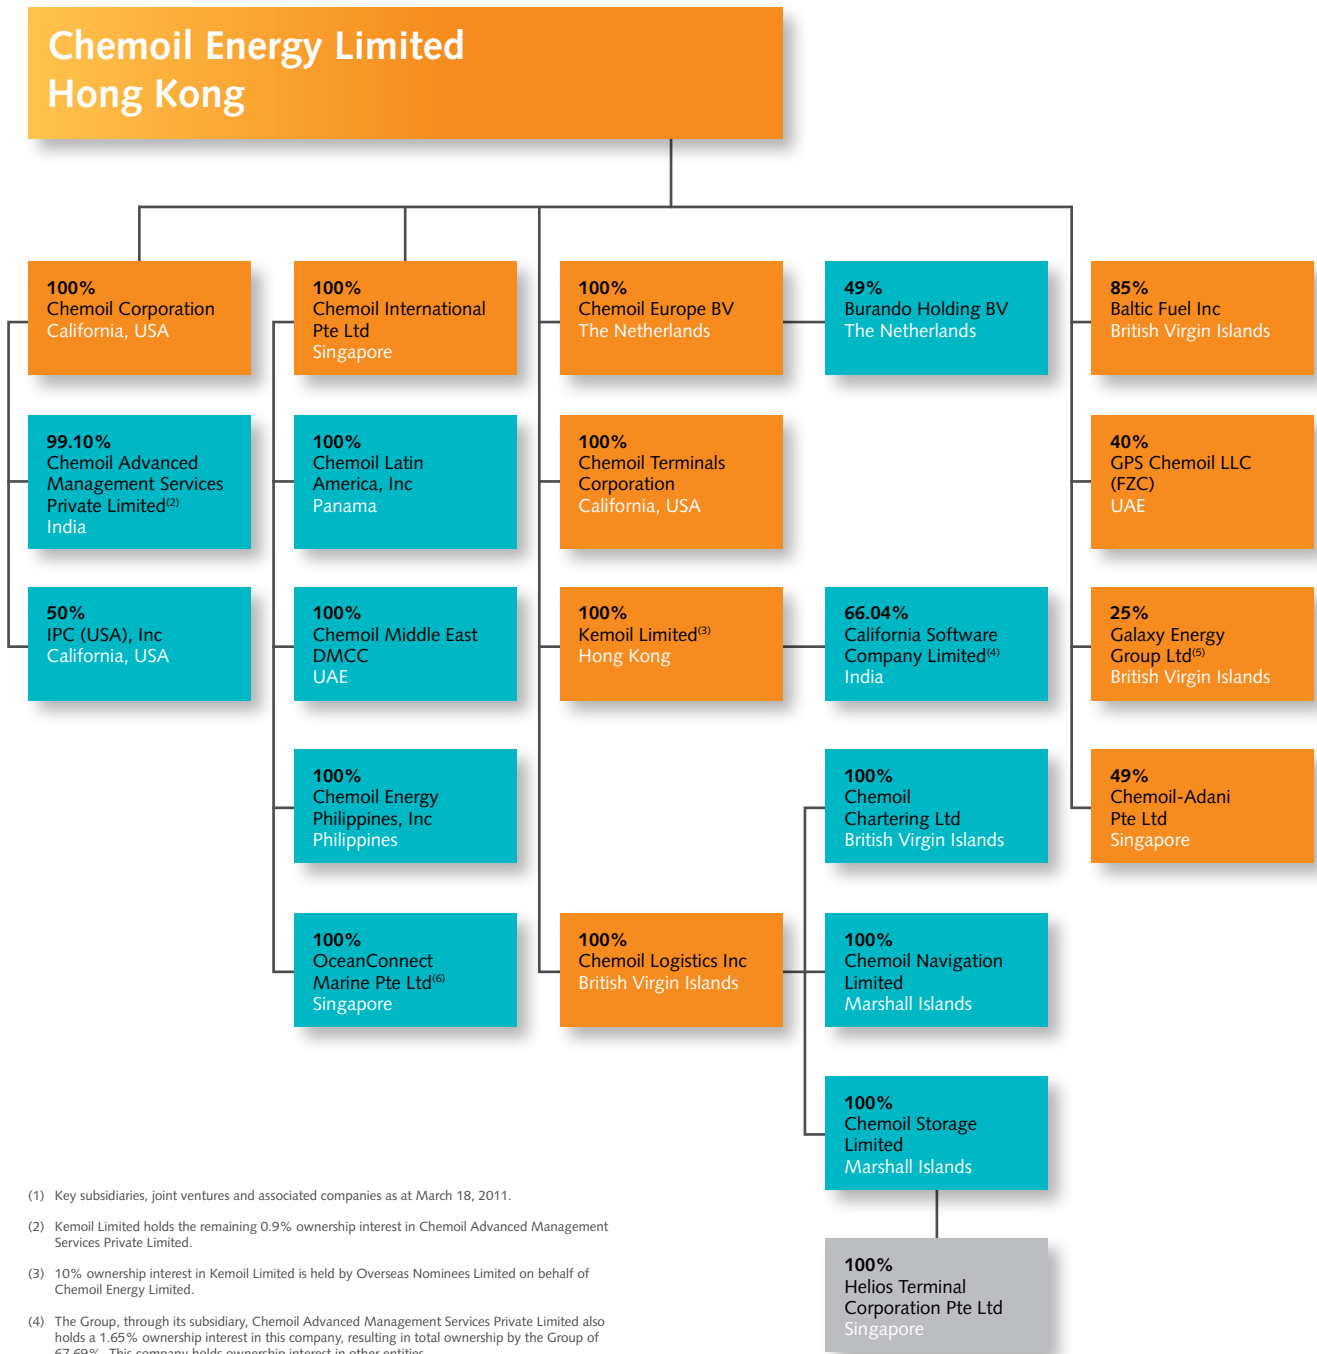 Chemoil Energy Limited
Hong Kong
100%
Chemoil Corporation
California, USA
100%
Chemoil International
Pte Ltd
Singapore
100%
Chemoil Europe BV
The Netherlands
49%
Burando Holding BV
The Netherlands
85%
Baltic Fuel Inc
British Virgin Islands
99.10%
Chemoil Advanced
Management Services
Private Limited(2)
India
100%
Chemoil Latin
America, Inc
Panama
100%
Chemoil Terminals
Corporation
California, USA
40%
GPS Chemoil LLC
(FZC)
UAE
50%
IPC (USA), Inc
California, USA
100%
Chemoil Middle East
DMCC
UAE
100%
Kemoil Limited(3)
Hong Kong
66.04%
California Software
Company Limited(4)
India
25%
Galaxy Energy
Group Ltd(5)
British Virgin Islands
100%
Chemoil Energy
Philippines, Inc
Philippines
100%
Chemoil
Chartering Ltd
British Virgin Islands
49%
Chemoil-Adani
Pte Ltd
Singapore
100%
OceanConnect
Marine Pte Ltd(6)
Singapore
100%
Chemoil Logistics Inc
British Virgin Islands
100%
Chemoil Navigation
Limited
Marshall Islands
100%
Chemoil Storage
Limited
Marshall Islands
100%
Helios Terminal
Corporation Pte Ltd
Singapore
(1) Key subsidiaries, joint ventures and associated companies as at March 18, 2011.
(2) Kemoil Limited holds the remaining 0.9% ownership interest in Chemoil Advanced Management
Services Private Limited.
(3) 10% ownership interest in Kemoil Limited is held by Overseas Nominees Limited on behalf of
Chemoil Energy Limited.
(4) The Group, through its subsidiary, Chemoil Advanced Management Services Private Limited also
holds a 1.65% ownership interest in this company, resulting in total ownership by the Group of
67.69%. This company holds ownership interest in other entities.